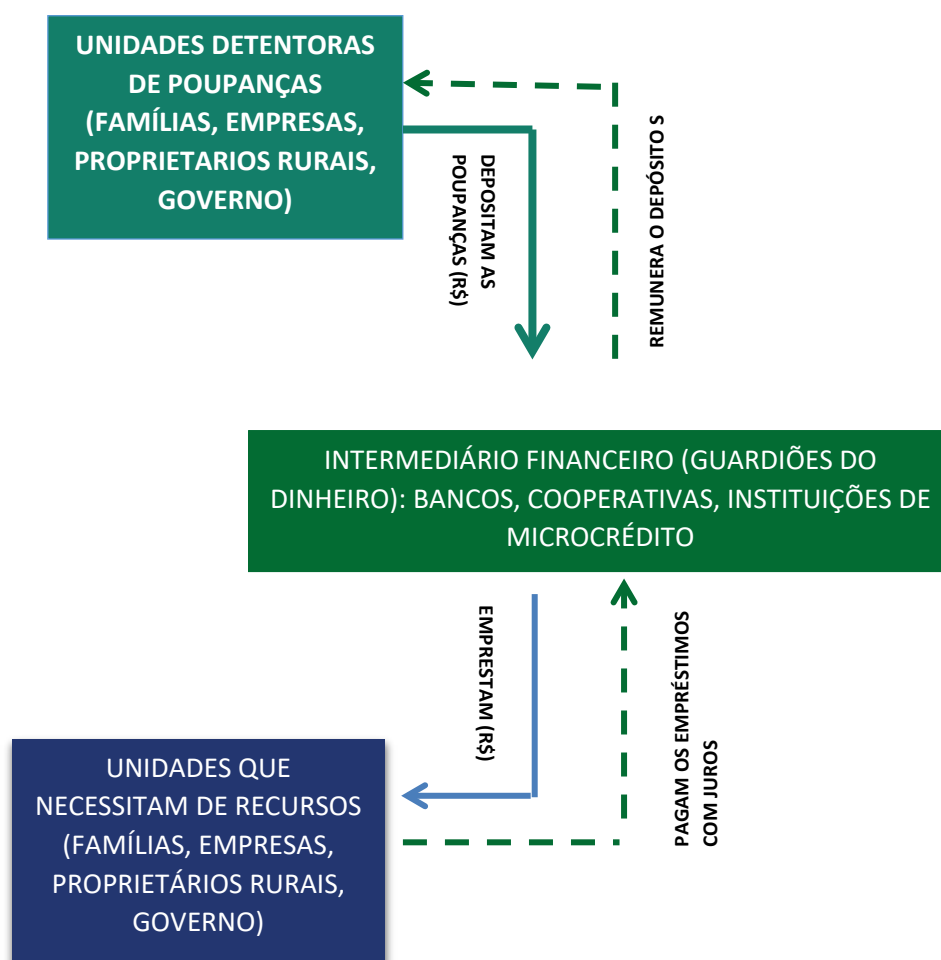 UNIDADES DETENTORAS
DE POUPANÇAS
(FAMÍLIAS, EMPRESAS,
PROPRIETARIOS RURAIS,
GOVERNO)
DEPOSITAM AS
POUPANÇAS (R$)
REMUNERA O DEPÓSITO S
INTERMEDIÁRIO FINANCEIRO (GUARDIÕES DO
DINHEIRO): BANCOS, COOPERATIVAS, INSTITUIÇÕES DE
MICROCRÉDITO
EMPRESTAM (R$)
PAGAM OS EMPRÉSTIMOS
COM JUROS
UNIDADES QUE
NECESSITAM DE RECURSOS
(FAMÍLIAS, EMPRESAS,
PROPRIETÁRIOS RURAIS,
GOVERNO)